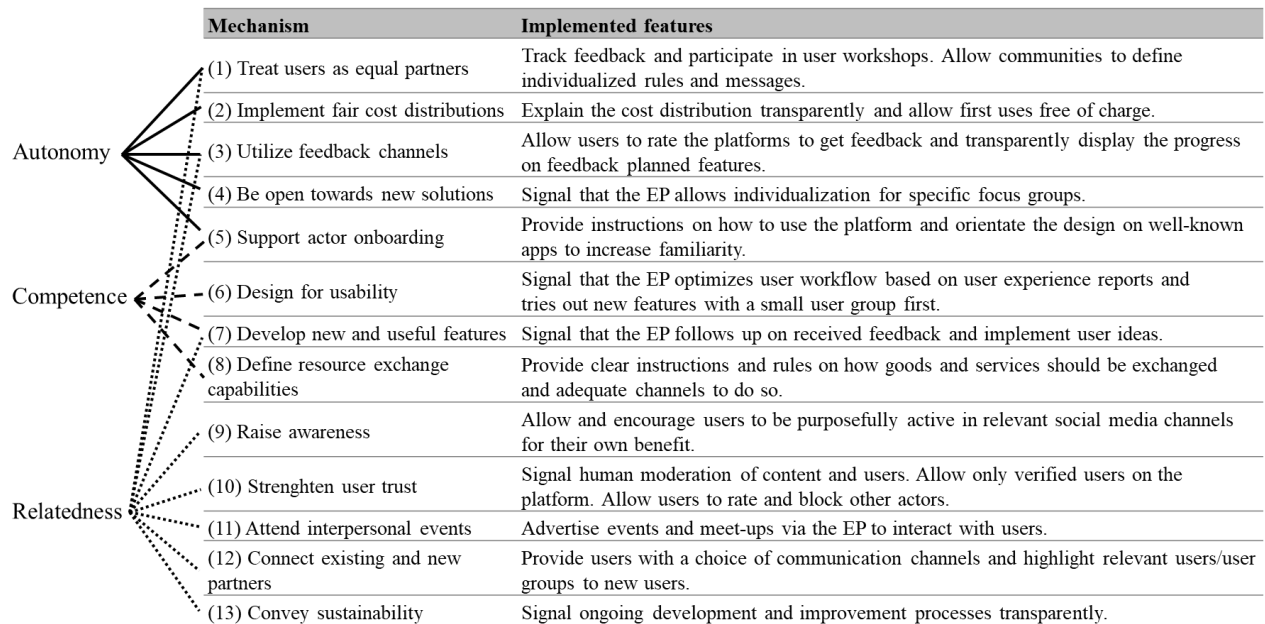 Mechanism Implemented features
(1) Treat users as equal partners
Track feedback and participate in user workshops. Allow communities to define
individualized rules and messages.
(2) Implement fair cost distributions Explain the cost distribution transparently and allow first uses free of charge.
Autonomy
(3) Utilize feedback channels
Allow users to rate the platforms to get feedback and transparently display the progress
on feedback planned features.
(4) Be open towards new solutions Signal that the EP allows individualization for specific focus groups.
(5) Support actor onboarding
Provide instructions on how to use the platform and orientate the design on well-known
apps to increase familiarity.
Competence
(6) Design for usability
Signal that the EP optimizes user workflow based on user experience reports and
tries out new features with a small user group first.
(7) Develop new and useful features Signal that the EP follows up on received feedback and implement user ideas.
(8) Define resource exchange
capabilities
Provide clear instructions and rules on how goods and services should be exchanged
and adequate channels to do so.
(9) Raise awareness
Allow and encourage users to be purposefully active in relevant social media channels
for their own benefit.
Relatedness
(10) Strenghten user trust
Signal human moderation of content and users. Allow only verified users on the
platform. Allow users to rate and block other actors.
(11) Attend interpersonal events Advertise events and meet-ups via the EP to interact with users.
(12) Connect existing and new
partners
Provide users with a choice of communication channels and highlight relevant users/user
groups to new users.
(13) Convey sustainability Signal ongoing development and improvement processes transparently.